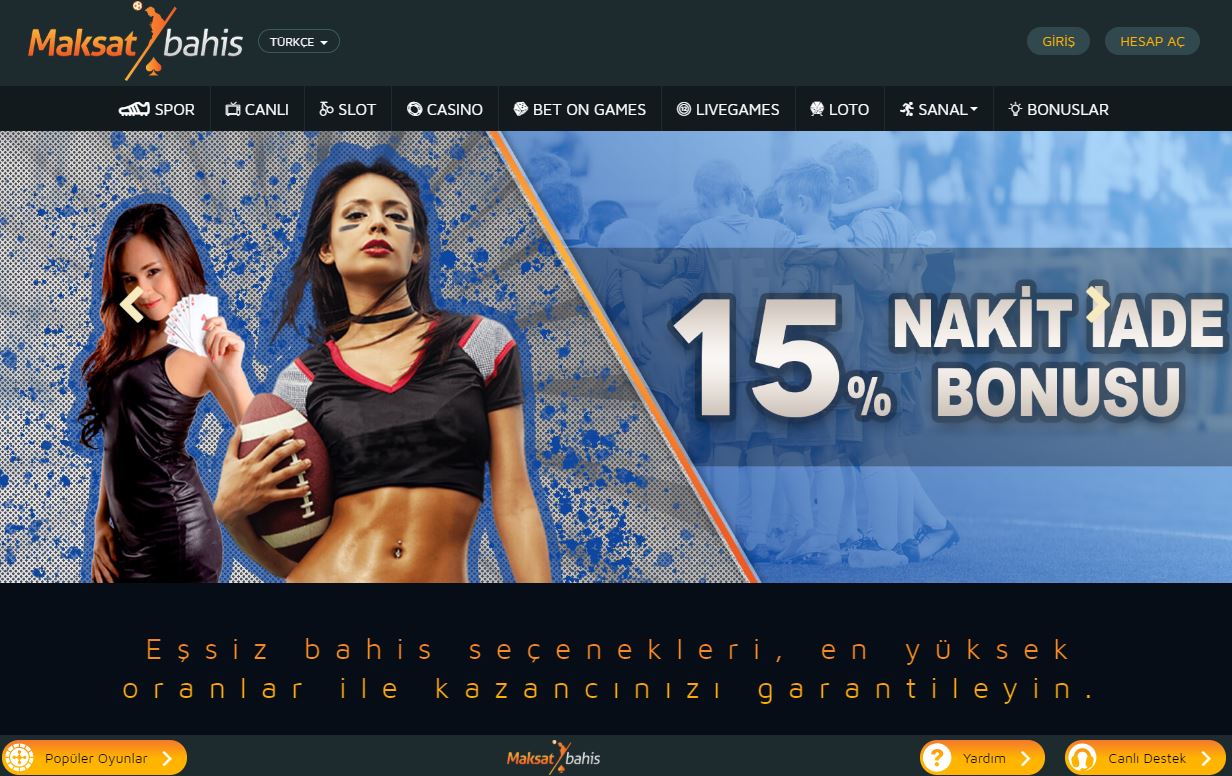 Maksat bahis
TÜRKÇE
GİRİŞ
HESAP AÇ
SPOR
CANLI
SLOT
CASINO
BET ON GAMES
LIVEGAMES
LOTO
SANAL
BONUSLAR
15% NAKİT İADE
BONUSU
Eşsiz bahis seçenekleri, en yüksek
oranlar ile kazancınızı garantileyin.
Popüler Oyunlar
Maksat bahis
? Yardım
Canlı Destek